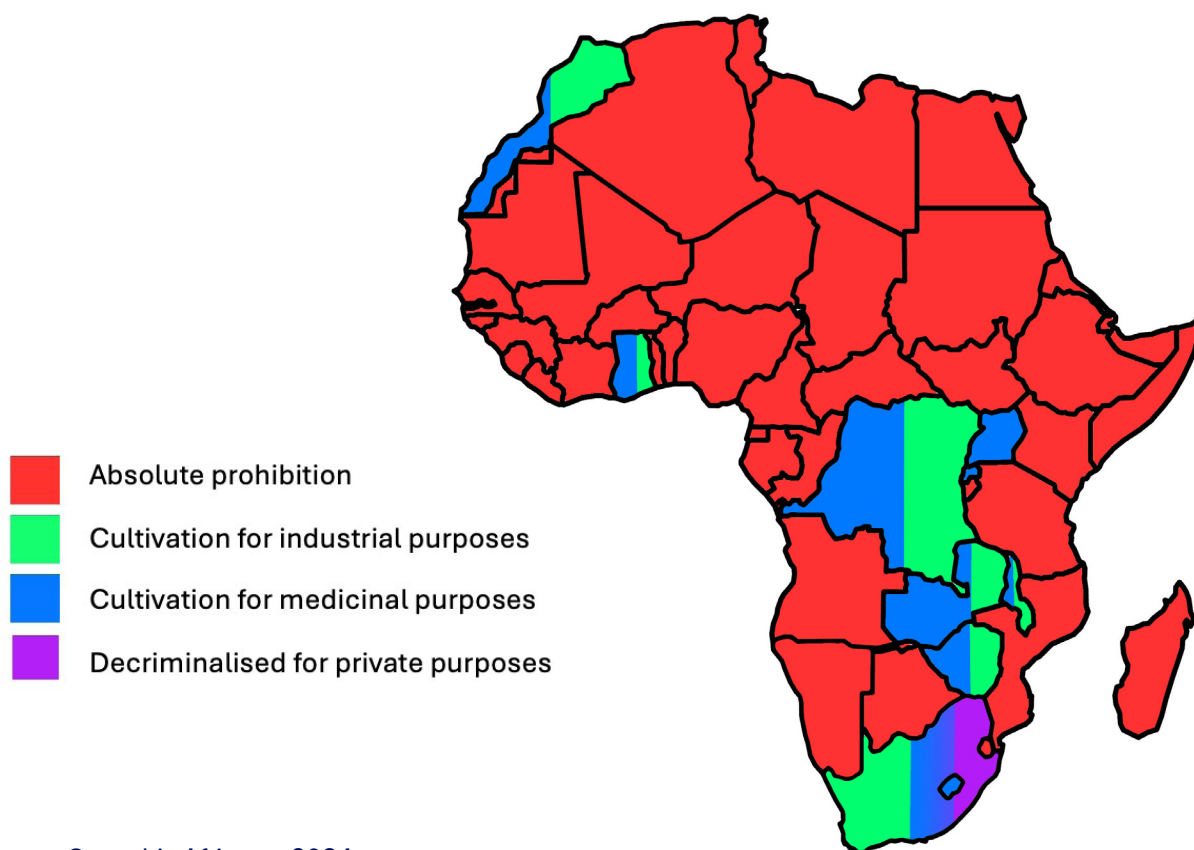 Absolute prohibition
Cultivation for industrial purposes
Cultivation for medicinal purposes
Decriminalised for private purposes